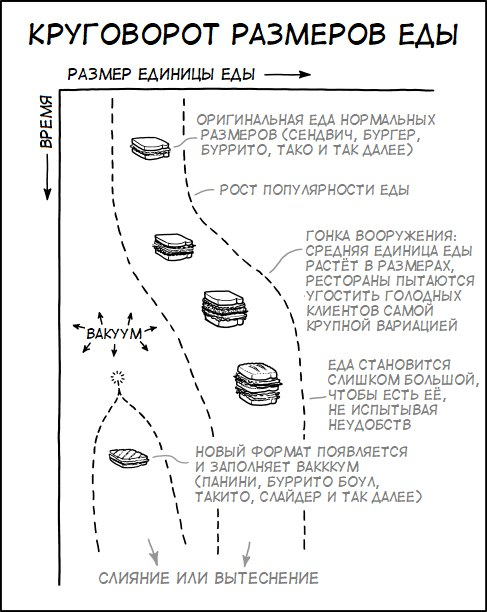 КРУГОВОРОТ РАЗМЕРОВ ЕДЫ
РАЗМЕР ЕДИНИЦЫ ЕДЫ
ВРЕМЯ
ОРИГИНАЛЬНАЯ ЕДА НОРМАЛЬНЫХ
РАЗМЕРОВ (СЕНДВИЧ, БУРГЕР,
БУРРИТО, ТАКО И ТАК ДАЛЕЕ)
РОСТ ПОПУЛЯРНОСТИ ЕДЫ
ГОНКА ВООРУЖЕНИЯ:
СРЕДНЯЯ ЕДИНИЦА ЕДЫ
РАСТЁТ В РАЗМЕРАХ,
РЕСТОРАНЫ ПЫТАЮТСЯ
УГОСТИТЬ ГОЛОДНЫХ
КЛИЕНТОВ САМОЙ
КРУПНОЙ ВАРИАЦИЕЙ
ВАКУУМ
ЕДА СТАНОВИТСЯ
СЛИШКОМ БОЛЬШОЙ,
ЧТОБЫ ЕСТЬ ЕЁ,
НЕ ИСПЫТЫВАЯ
НЕУДОБСТВ
НОВЫЙ ФОРМАТ ПОЯВЛЯЕТСЯ
И ЗАПОЛНЯЕТ ВАККУУМ
(ПАНИНИ, БУРРИТО БОУЛ,
ТАКИТО, СЛАЙДЕР И ТАК ДАЛЕЕ)
СЛИЯНИЕ ИЛИ ВЫТЕСНЕНИЕ